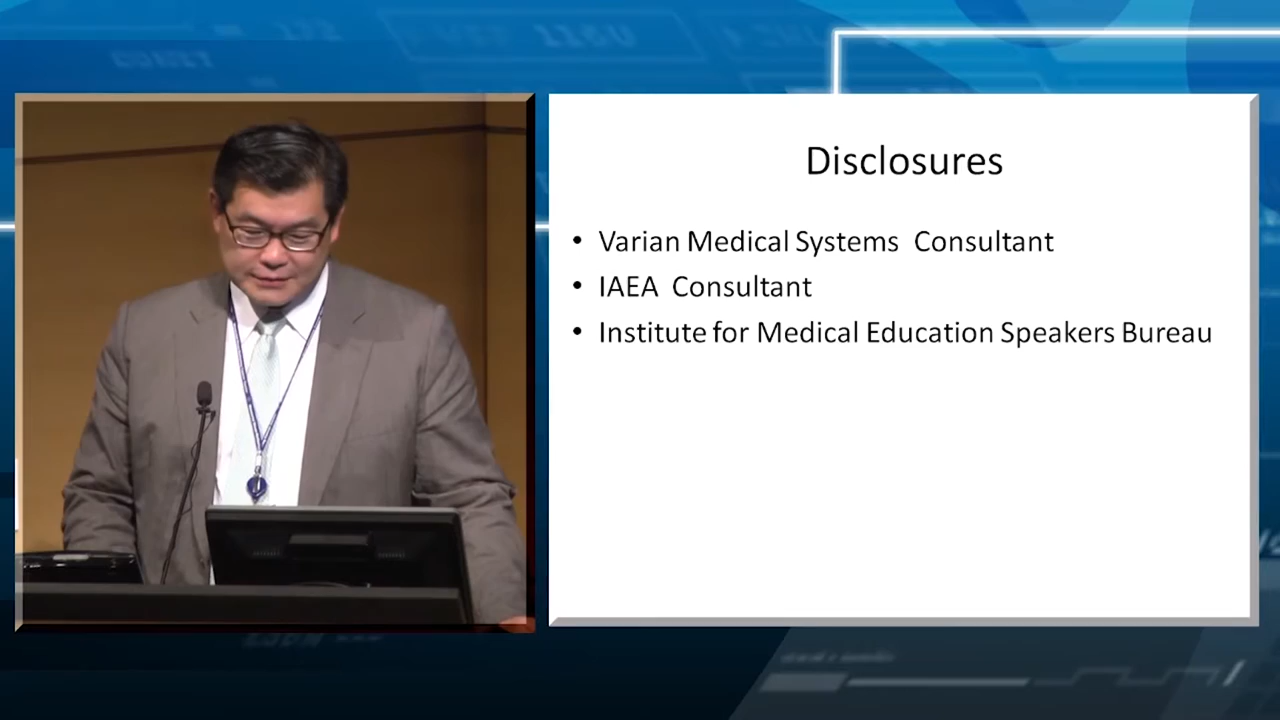 Disclosures
• Varian Medical Systems  Consultant
• IAEA  Consultant
• Institute for Medical Education Speakers Bureau